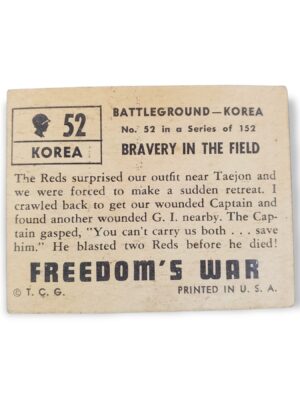 52
KOREA
BATTLEGROUND—KOREA
No. 52 in a Series of 152
BRAVERY IN THE FIELD
The Reds surprised our outfit near Taejon and
we were forced to make a sudden retreat. I
crawled back to get our wounded Captain and
found another wounded G. I. nearby. The Cap-
tain gasped, "You can't carry us both . . . save
him." He blasted two Reds before he died!
FREEDOM'S WAR
© T. C. G.
PRINTED IN U. S. A.